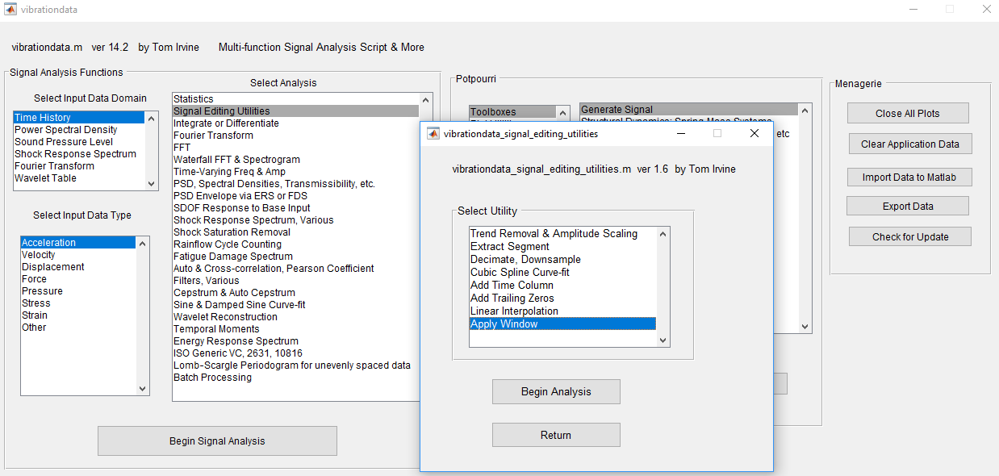 vibrationdata
vibrationdata.m ver 14.2 by Tom Irvine Multi-function Signal Analysis Script & More
Signal Analysis Functions
Select Input Data Domain
Time History
Power Spectral Density
Sound Pressure Level
Shock Response Spectrum
Fourier Transform
Wavelet Table
Select Input Data Type
Acceleration
Velocity
Displacement
Force
Pressure
Stress
Strain
Other
Select Analysis
Statistics
Signal Editing Utilities
Integrate or Differentiate
Fourier Transform
FFT
Waterfall FFT & Spectrogram
Time-Varying Freq & Amp
PSD, Spectral Densities, Transmissibility, etc.
PSD Envelope via ERS or FDS
SDOF Response to Base Input
Shock Response Spectrum, Various
Shock Saturation Removal
Rainflow Cycle Counting
Fatigue Damage Spectrum
Auto & Cross-correlation, Pearson Coefficient
Filters, Various
Cepstrum & Auto Cepstrum
Sine & Damped Sine Curve-fit
Wavelet Reconstruction
Temporal Moments
Energy Response Spectrum
ISO Generic VC, 2631, 10816
Lomb-Scargle Periodogram for unevenly spaced data
Batch Processing
Begin Signal Analysis
Potpourri
Toolboxes
Generate Signal
etc
vibrationdata_signal_editing_utilities
vibrationdata_signal_editing_utilities.m ver 1.6 by Tom Irvine
Select Utility
Trend Removal & Amplitude Scaling
Extract Segment
Decimate, Downsample
Cubic Spline Curve-fit
Add Time Column
Add Trailing Zeros
Linear Interpolation
Apply Window
Begin Analysis
Return
Menagerie
Close All Plots
Clear Application Data
Import Data to Matlab
Export Data
Check for Update